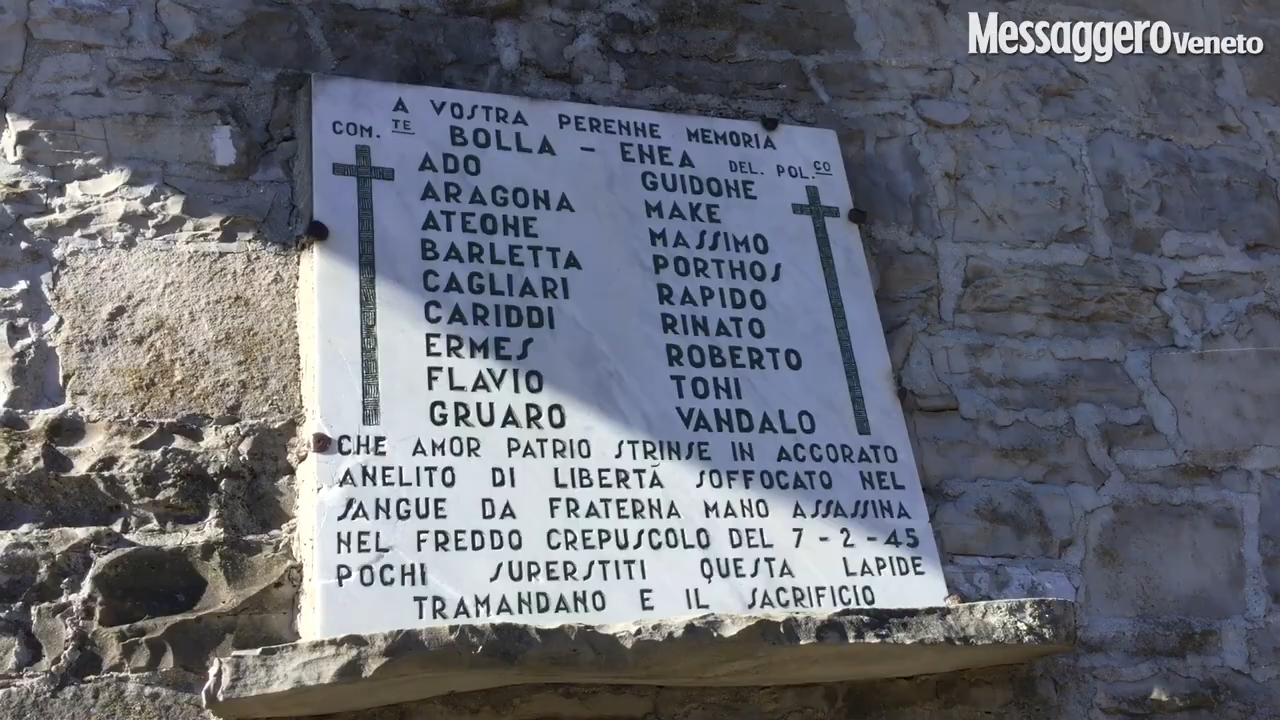 Messaggero Veneto
A VOSTRA PERENNE MEMORIA
COM.TE BOLLA - ENEA DEL. POL.CO
ADO GUIDONE
ARAGONA MAKE
ATEONE MASSIMO
BARLETTA PORTHOS
CAGLIARI RAPIDO
CARIDDI RINATO
ERMES ROBERTO
FLAVIO TONI
GRUARO VANDALO
CHE AMOR PATRIO STRINSE IN ACCORATO
ANELITO DI LIBERTÀ SOFFOCATO NEL
SANGUE DA FRATERNA MANO ASSASSINA
NEL FREDDO CREPUSCOLO DEL 7-2-45
POCHI SUPERSTITI QUESTA LAPIDE
TRAMANDANO E IL SACRIFICIO